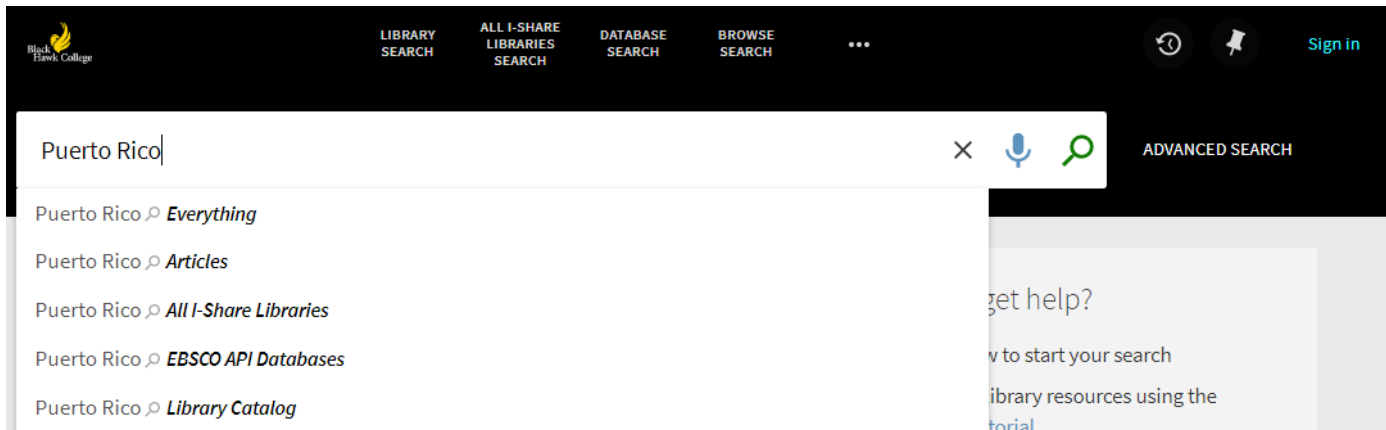 Black
Hawk College
LIBRARY
SEARCH
ALL I-SHARE
LIBRARIES
SEARCH
DATABASE
SEARCH
BROWSE
SEARCH
Sign in
Puerto Rico
ADVANCED SEARCH
Puerto Rico Everything
Puerto Rico Articles
Puerto Rico All I-Share Libraries
Puerto Rico EBSCO API Databases
Puerto Rico Library Catalog
get help?
to start your search
ibrary resources using the
torial